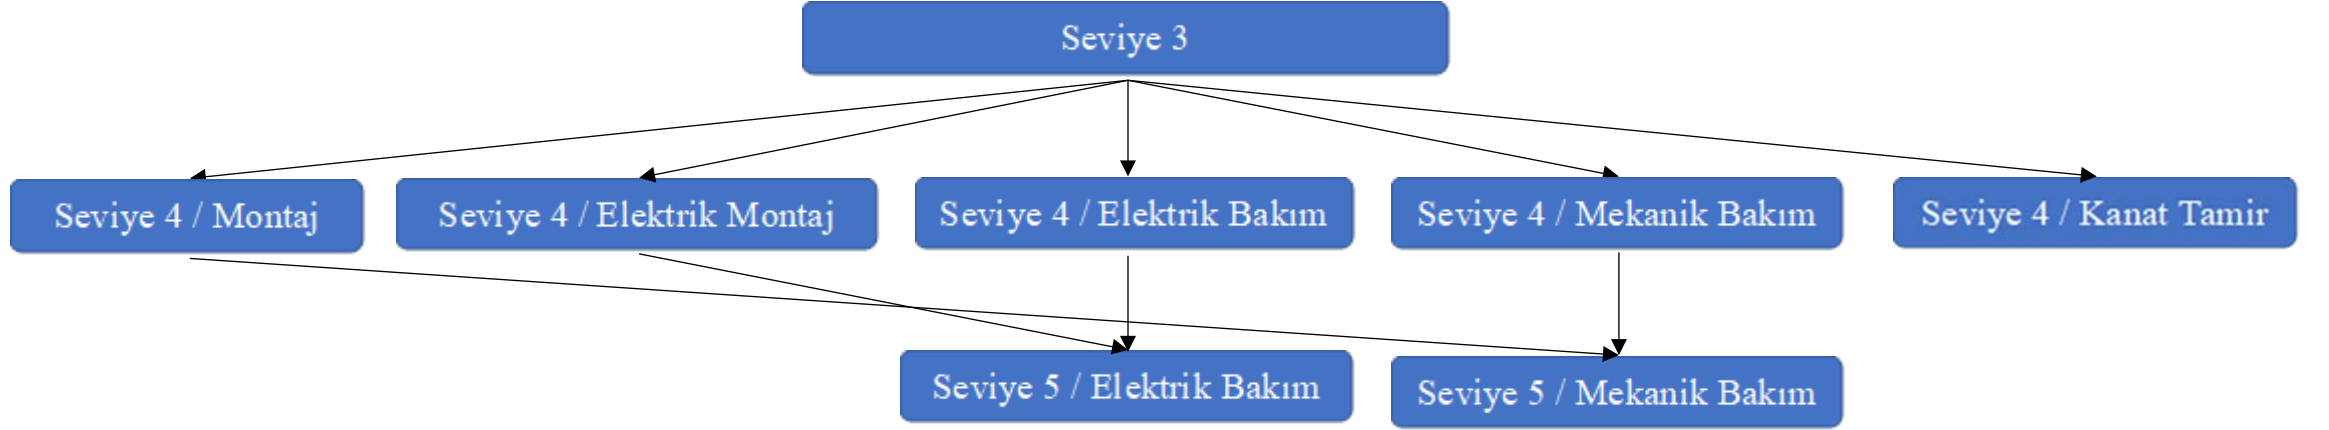 Seviye 3
Seviye 4 / Montaj
Seviye 4 / Elektrik Montaj
Seviye 4 / Elektrik Bakım
Seviye 4 / Mekanik Bakım
Seviye 4 / Kanat Tamir
Seviye 5 / Elektrik Bakım
Seviye 5 / Mekanik Bakım